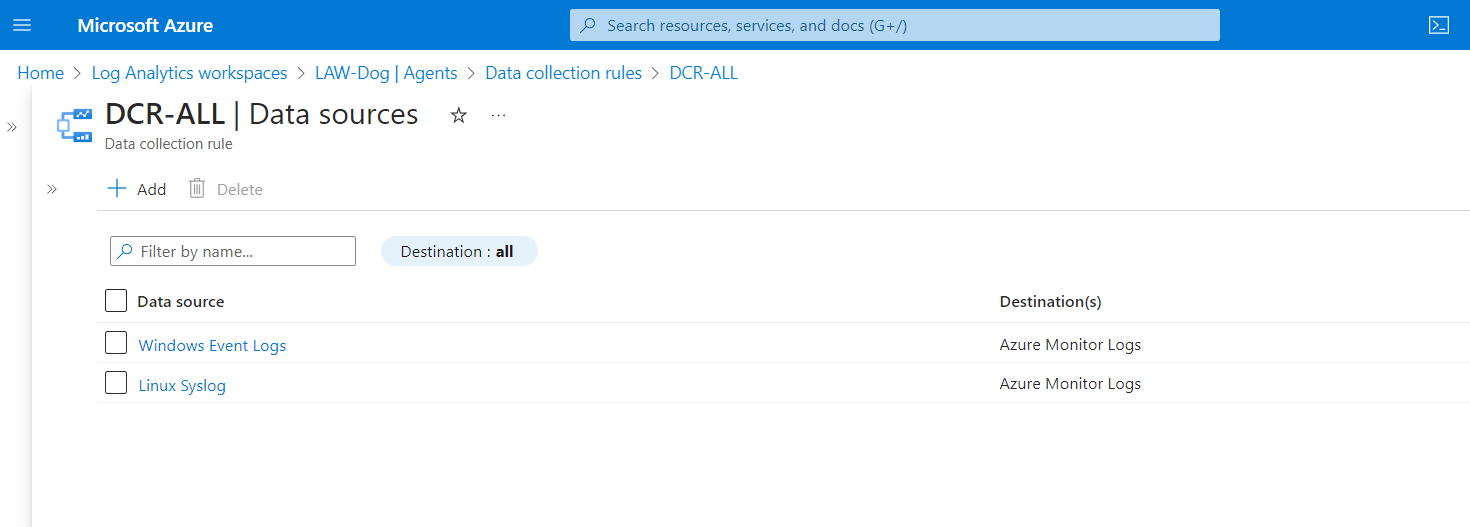 Microsoft Azure
Search resources, services, and docs (G+/)
Home > Log Analytics workspaces > LAW-Dog | Agents > Data collection rules > DCR-ALL
DCR-ALL | Data sources ☆ ...
Data collection rule
+ Add Delete
Filter by name... Destination : all
Data source Destination(s)
Windows Event Logs Azure Monitor Logs
Linux Syslog Azure Monitor Logs